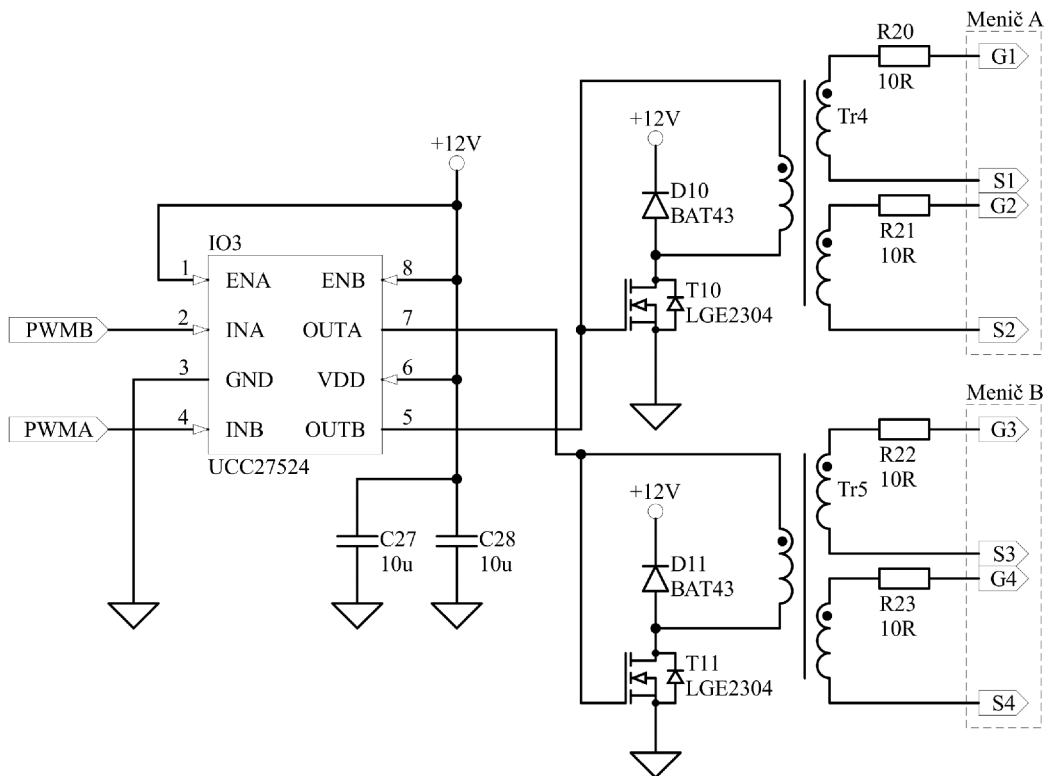 Menič A
R20
10R
G1
Tr4
S1
G2
R21
10R
S2
+12V
D10
BAT43
T10
LGE2304
+12V
IO3
1
ENA
ENB
8
PWMB
2
INA
OUTA
7
3
GND
VDD
6
PWMA
4
INB
OUTB
5
UCC27524
C27
10u
C28
10u
Menič B
R22
10R
G3
Tr5
S3
G4
R23
10R
S4
+12V
D11
BAT43
T11
LGE2304